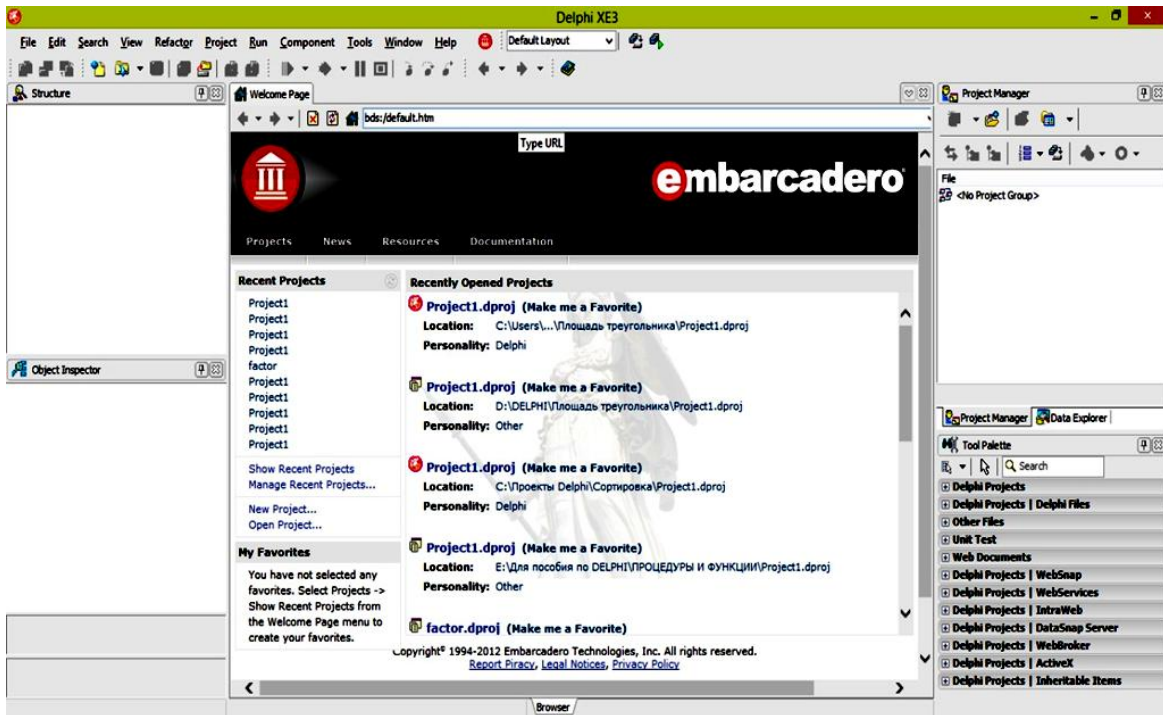 Delphi XE3
File Edit Search View Refactor Project Run Component Tools Window Help Default Layout
Structure
Welcome Page
bds:/default.htm
Type URL
embarcadero
Projects News Resources Documentation
Recent Projects
Project1
Project1
Project1
Project1
factor
Project1
Project1
Project1
Project1
Project1
Show Recent Projects
Manage Recent Projects...
New Project...
Open Project...
My Favorites
You have not selected any
favorites. Select Projects ->
Show Recent Projects from
the Welcome Page menu to
create your favorites.
Recently Opened Projects
Project1.dproj (Make me a Favorite)
Location: C:\Users\...\Площадь треугольника\Project1.dproj
Personality: Delphi
Project1.dproj (Make me a Favorite)
Location: D:\DELPHI\Площадь треугольника\Project1.dproj
Personality: Other
Project1.dproj (Make me a Favorite)
Location: C:\Проекты Delphi\Сортировка\Project1.dproj
Personality: Delphi
Project1.dproj (Make me a Favorite)
Location: E:\Для пособия по DELPHI\ПРОЦЕДУРЫ И ФУНКЦИИ\Project1.dproj
Personality: Other
factor.dproj (Make me a Favorite)
Copyright® 1994-2012 Embarcadero Technologies, Inc. All rights reserved.
Report Piracy, Legal Notices, Privacy Policy
Browser
Object Inspector
Project Manager
File
<No Project Group>
Project Manager Data Explorer
Tool Palette
Search
Delphi Projects
Delphi Projects | Delphi Files
Other Files
Unit Test
Web Documents
Delphi Projects | WebSnap
Delphi Projects | WebServices
Delphi Projects | IntraWeb
Delphi Projects | DataSnap Server
Delphi Projects | WebBroker
Delphi Projects | ActiveX
Delphi Projects | Inheritable Items